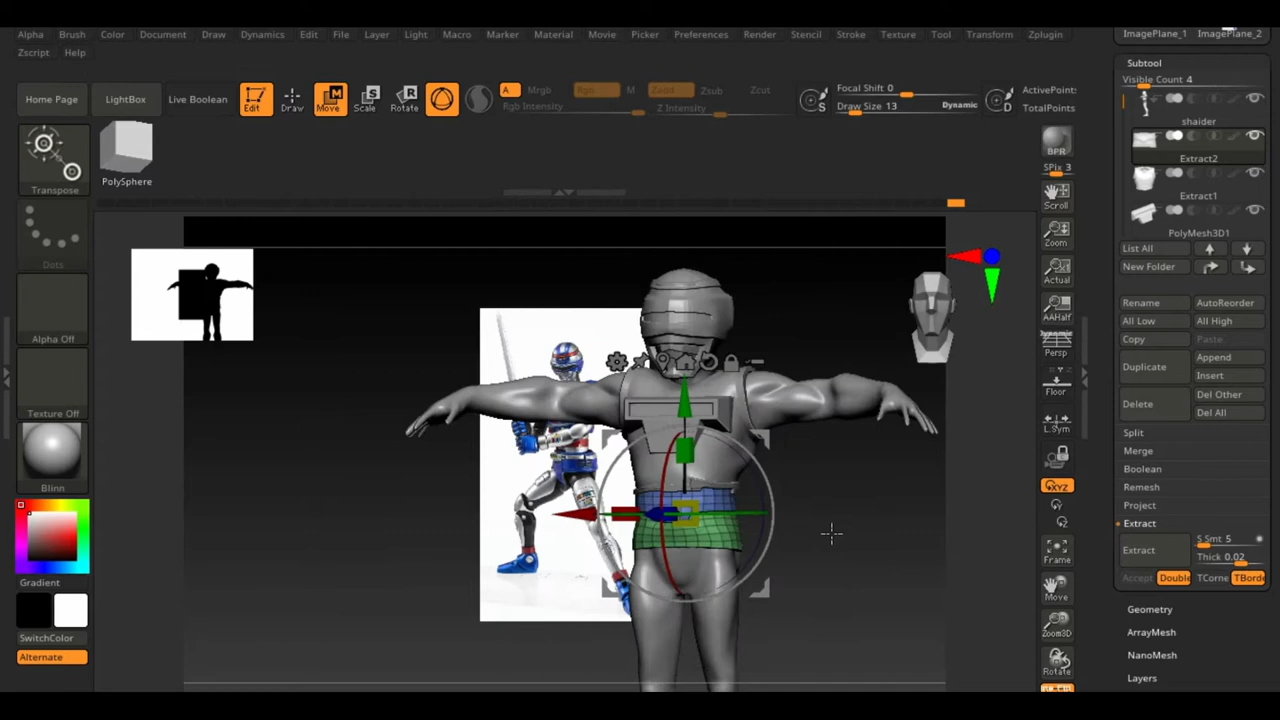 Alpha Brush Color Document Draw Dynamics Edit File Layer Light Macro Marker Material Movie Picker Preferences Render Stencil Stroke Texture Tool Transform Zplugin
Zscript Help
ImagePlane_1 ImagePlane_2
Home Page
LightBox
Live Boolean
Edit
Draw
Move
Scale
Rotate
A Mrgb Rgb M Zadd Zsub Zcut
Rgb Intensity Z Intensity
Focal Shift 0
Draw Size 13 Dynamic
S
D
ActivePoints
TotalPoints
Transpose
PolySphere
Dots
Alpha Off
Texture Off
Blinn
Gradient
SwitchColor
Alternate
BPR
SPix 3
Scroll
Zoom
Actual
AAHalf
Dynamic
Persp
Floor
L.Sym
XYZ
Y
Z
Frame
Move
Zoom3D
Rotate
Subtool
Visible Count 4
shaider
Extract2
Extract1
PolyMesh3D1
List All
New Folder
Rename AutoReorder
All Low All High
Copy Paste
Duplicate Append
Insert
Delete Del Other
Del All
Split
Merge
Boolean
Remesh
Project
Extract
Extract S Smt 5
Thick 0.02
Accept Double TCorne TBorde
Geometry
ArrayMesh
NanoMesh
Layers